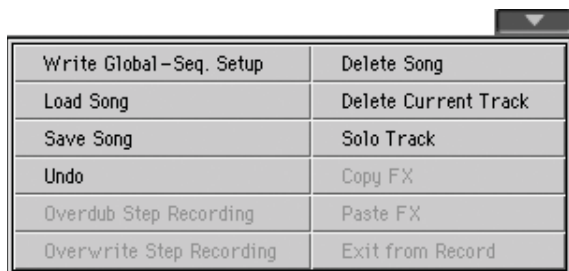 Write Global-Seq. Setup
Delete Song
Load Song
Delete Current Track
Save Song
Solo Track
Undo
Copy FX
Overdub Step Recording
Paste FX
Overwrite Step Recording
Exit from Record